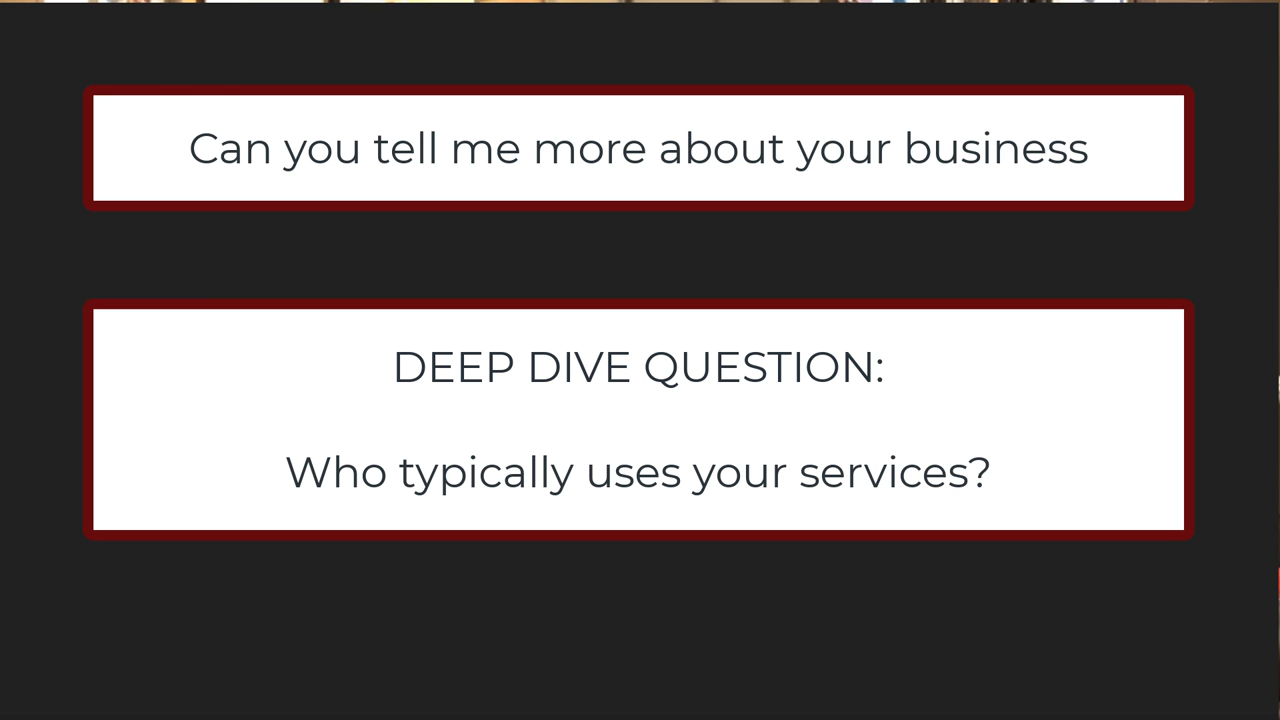 Can you tell me more about your business
DEEP DIVE QUESTION:
Who typically uses your services?